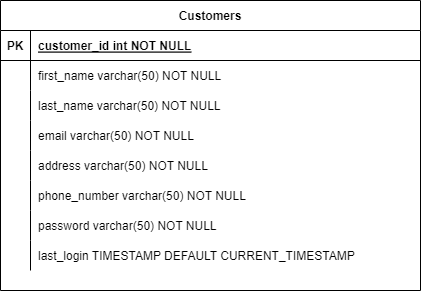 Customers
PK customer_id int NOT NULL
first_name varchar(50) NOT NULL
last_name varchar(50) NOT NULL
email varchar(50) NOT NULL
address varchar(50) NOT NULL
phone_number varchar(50) NOT NULL
password varchar(50) NOT NULL
last_login TIMESTAMP DEFAULT CURRENT_TIMESTAMP